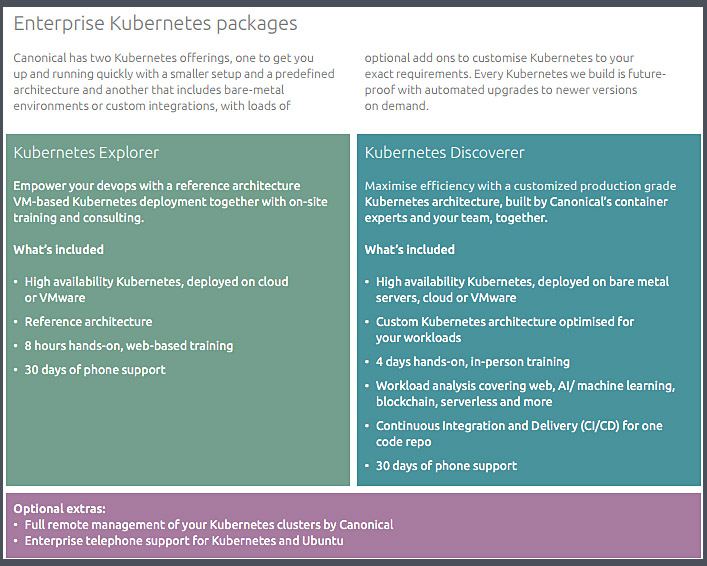 Enterprise Kubernetes packages
Canonical has two Kubernetes offerings, one to get you
up and running quickly with a smaller setup and a predefined
architecture and another that includes bare-metal
environments or custom integrations, with loads of
optional add ons to customise Kubernetes to your
exact requirements. Every Kubernetes we build is future-
proof with automated upgrades to newer versions
on demand.
Kubernetes Explorer
Empower your devops with a reference architecture
VM-based Kubernetes deployment together with on-site
training and consulting.
What's included
• High availability Kubernetes, deployed on cloud
or VMware
• Reference architecture
• 8 hours hands-on, web-based training
• 30 days of phone support
Kubernetes Discoverer
Maximise efficiency with a customized production grade
Kubernetes architecture, built by Canonical's container
experts and your team, together.
What's included
• High availability Kubernetes, deployed on bare metal
servers, cloud or VMware
• Custom Kubernetes architecture optimised for
your workloads
• 4 days hands-on, in-person training
• Workload analysis covering web, AI/ machine learning,
blockchain, serverless and more
• Continuous Integration and Delivery (CI/CD) for one
code repo
• 30 days of phone support
Optional extras:
• Full remote management of your Kubernetes clusters by Canonical
• Enterprise telephone support for Kubernetes and Ubuntu